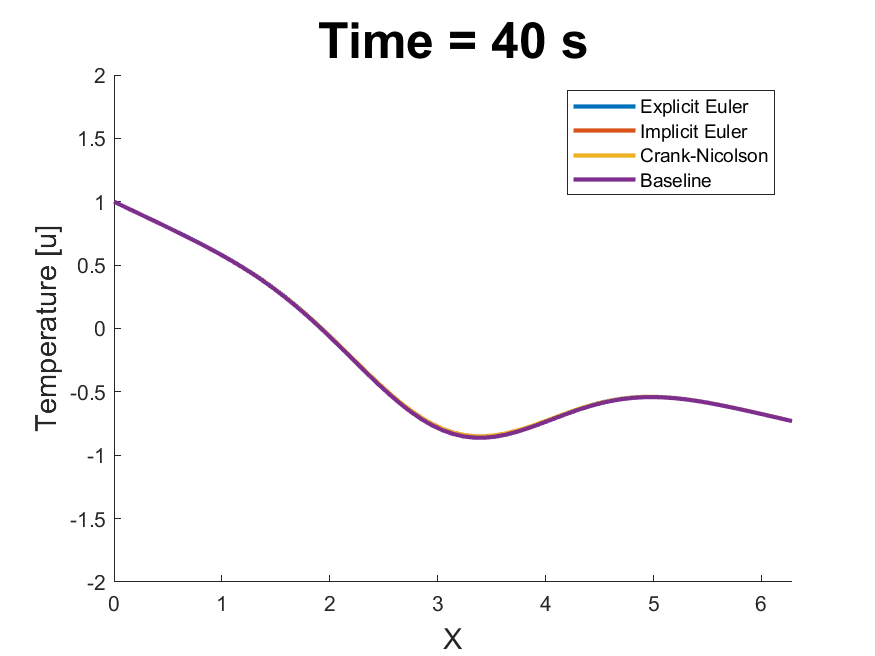 Time = 40 s
2
1.5
1
0.5
0
-0.5
-1
-1.5
-2
Temperature [u]
Explicit Euler
Implicit Euler
Crank-Nicolson
Baseline
0 1 2 3 4 5 6
X